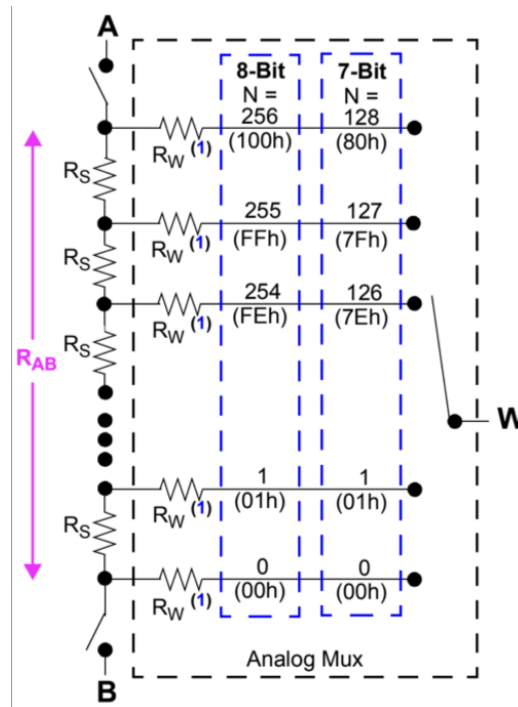 A
8-Bit
N =
7-Bit
N =
256
(100h)
128
(80h)
RW (1)
RS
255
(FFh)
127
(7Fh)
RW (1)
RS
254
(FEh)
126
(7Eh)
RW (1)
RAB
RS
W
1
(01h)
1
(01h)
RW (1)
RS
0
(00h)
0
(00h)
RW (1)
Analog Mux
B